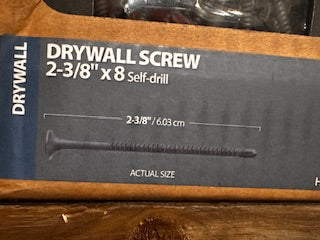 DRYWALL
DRYWALL SCREW
2-3/8" x 8 Self-drill
2-3/8" / 6.03 cm
ACTUAL SIZE